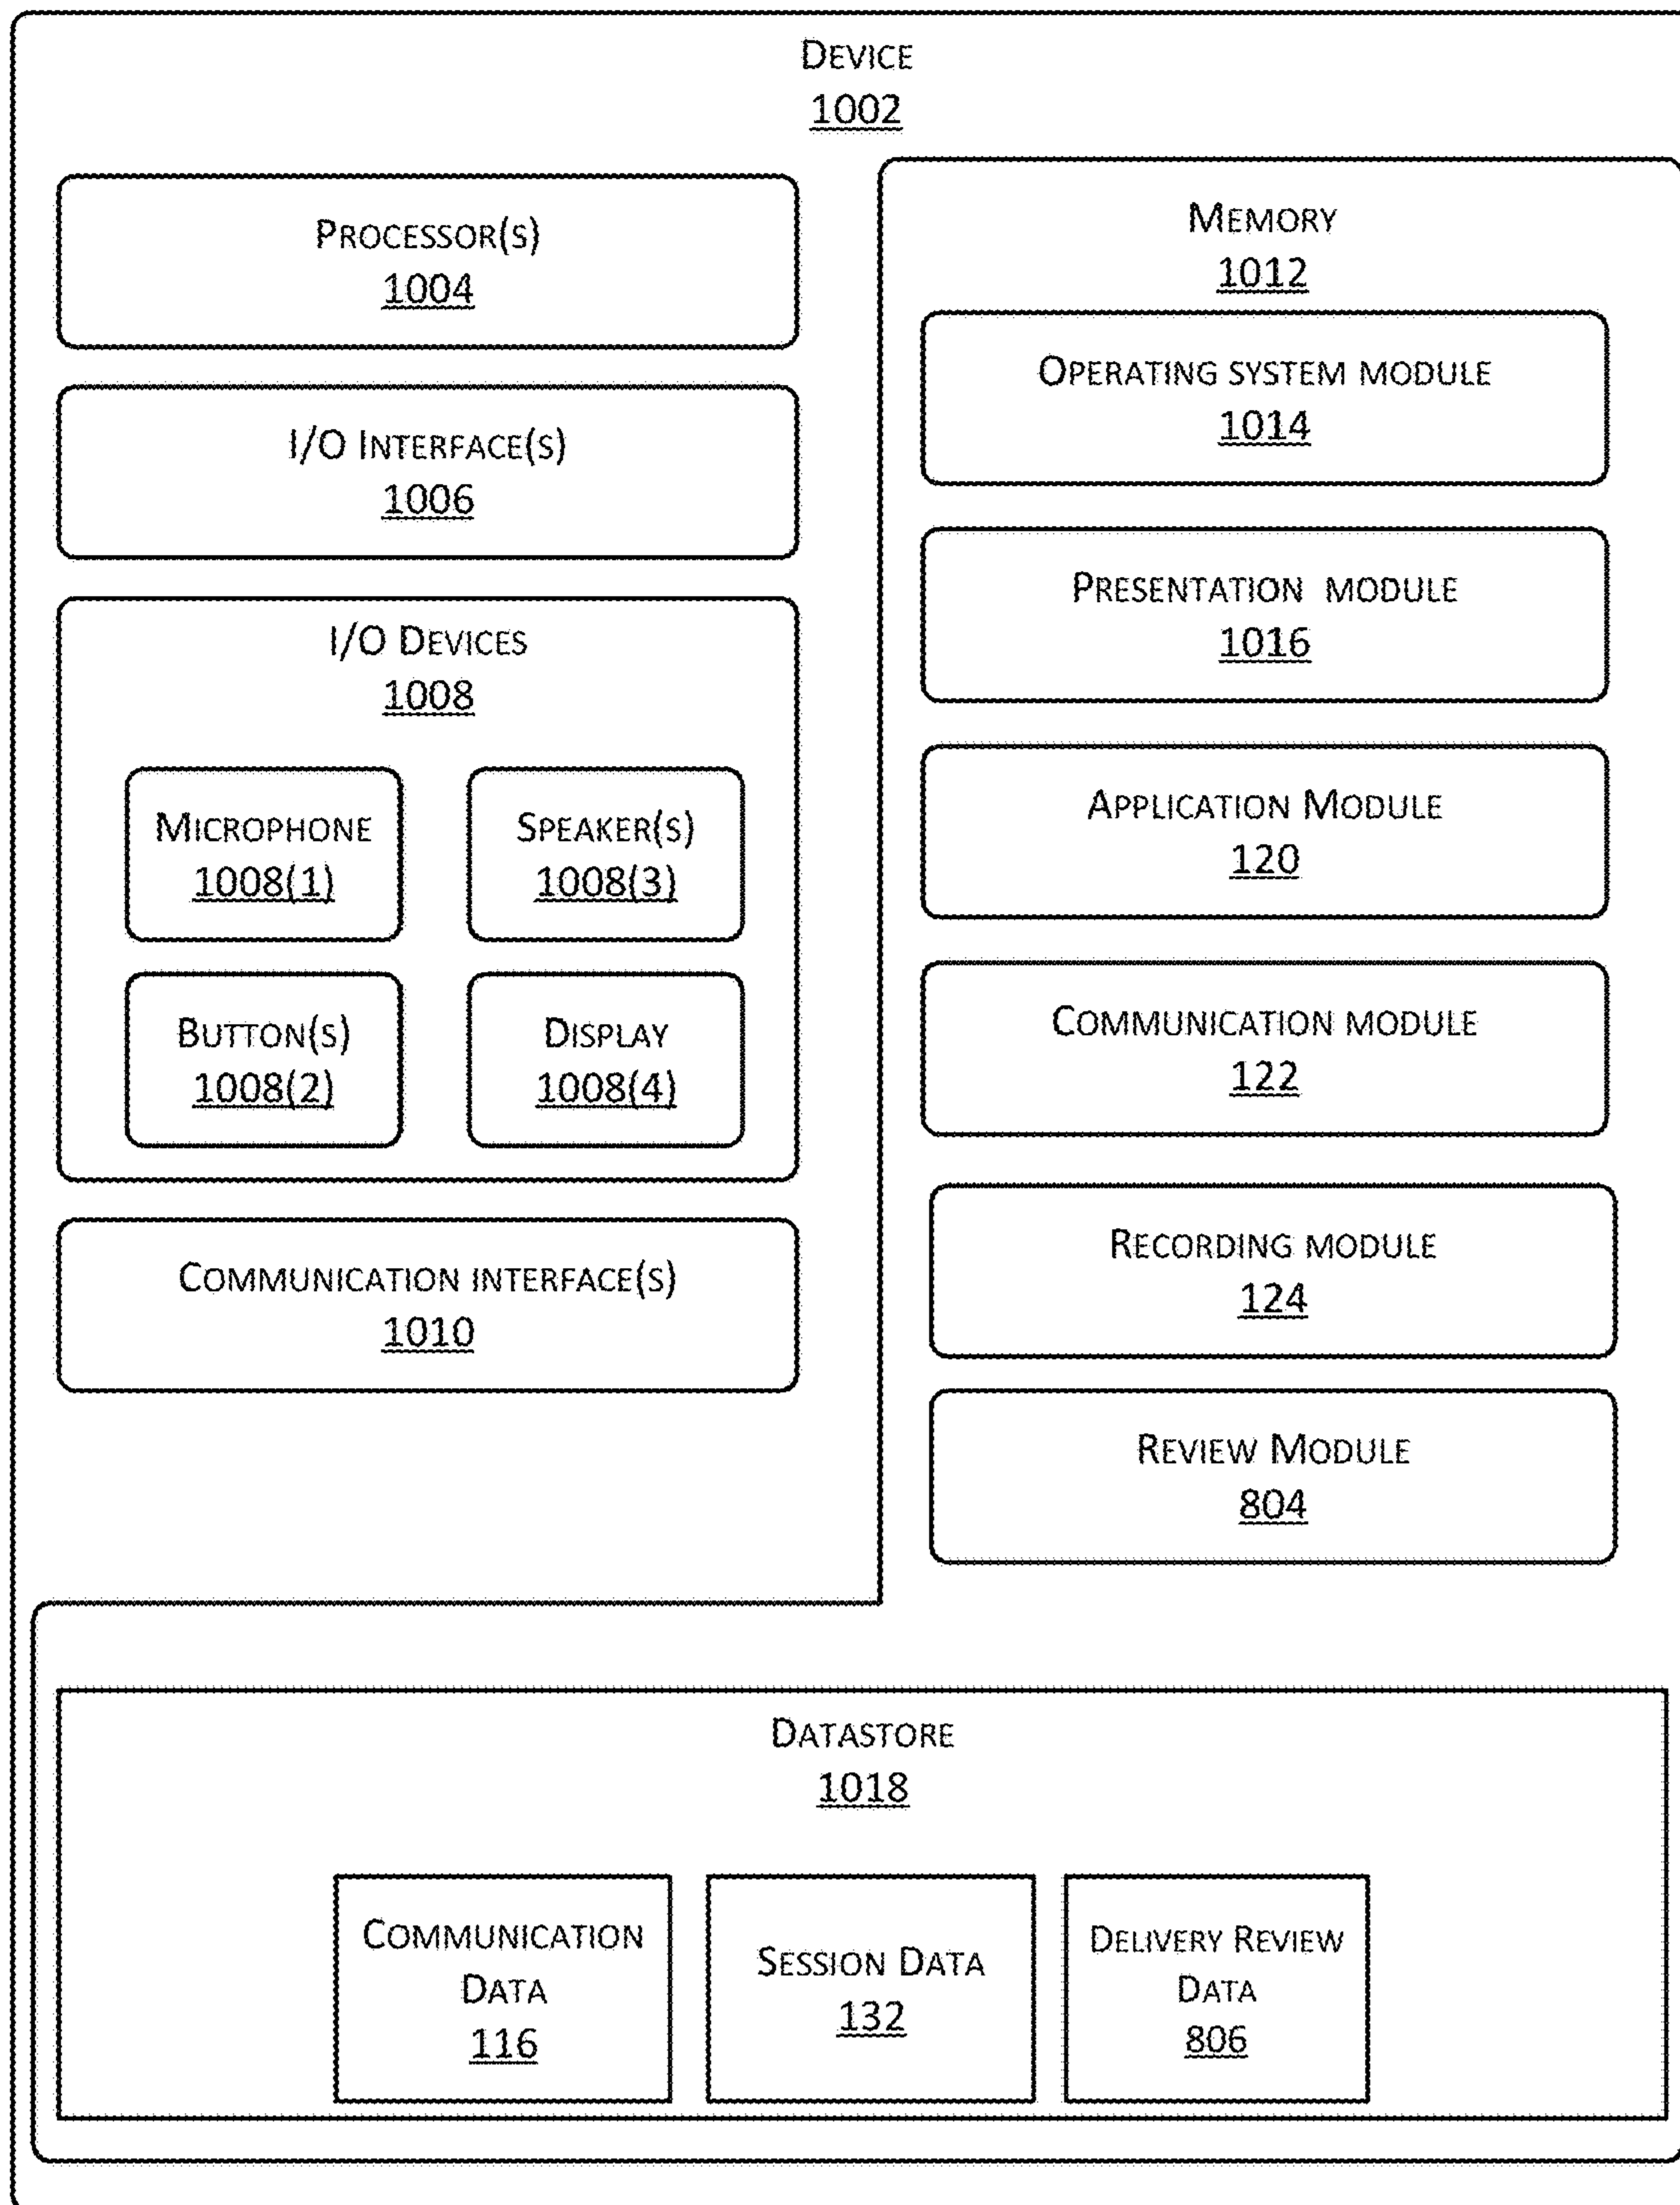 DEVICE
1002
PROCESSOR(S)
1004
I/O INTERFACE(S)
1006
I/O DEVICES
1008
MICROPHONE
1008(1)
SPEAKER(S)
1008(3)
BUTTON(S)
1008(2)
DISPLAY
1008(4)
COMMUNICATION INTERFACE(S)
1010
MEMORY
1012
OPERATING SYSTEM MODULE
1014
PRESENTATION MODULE
1016
APPLICATION MODULE
120
COMMUNICATION MODULE
122
RECORDING MODULE
124
REVIEW MODULE
804
DATASTORE
1018
COMMUNICATION
DATA
116
SESSION DATA
132
DELIVERY REVIEW
DATA
806